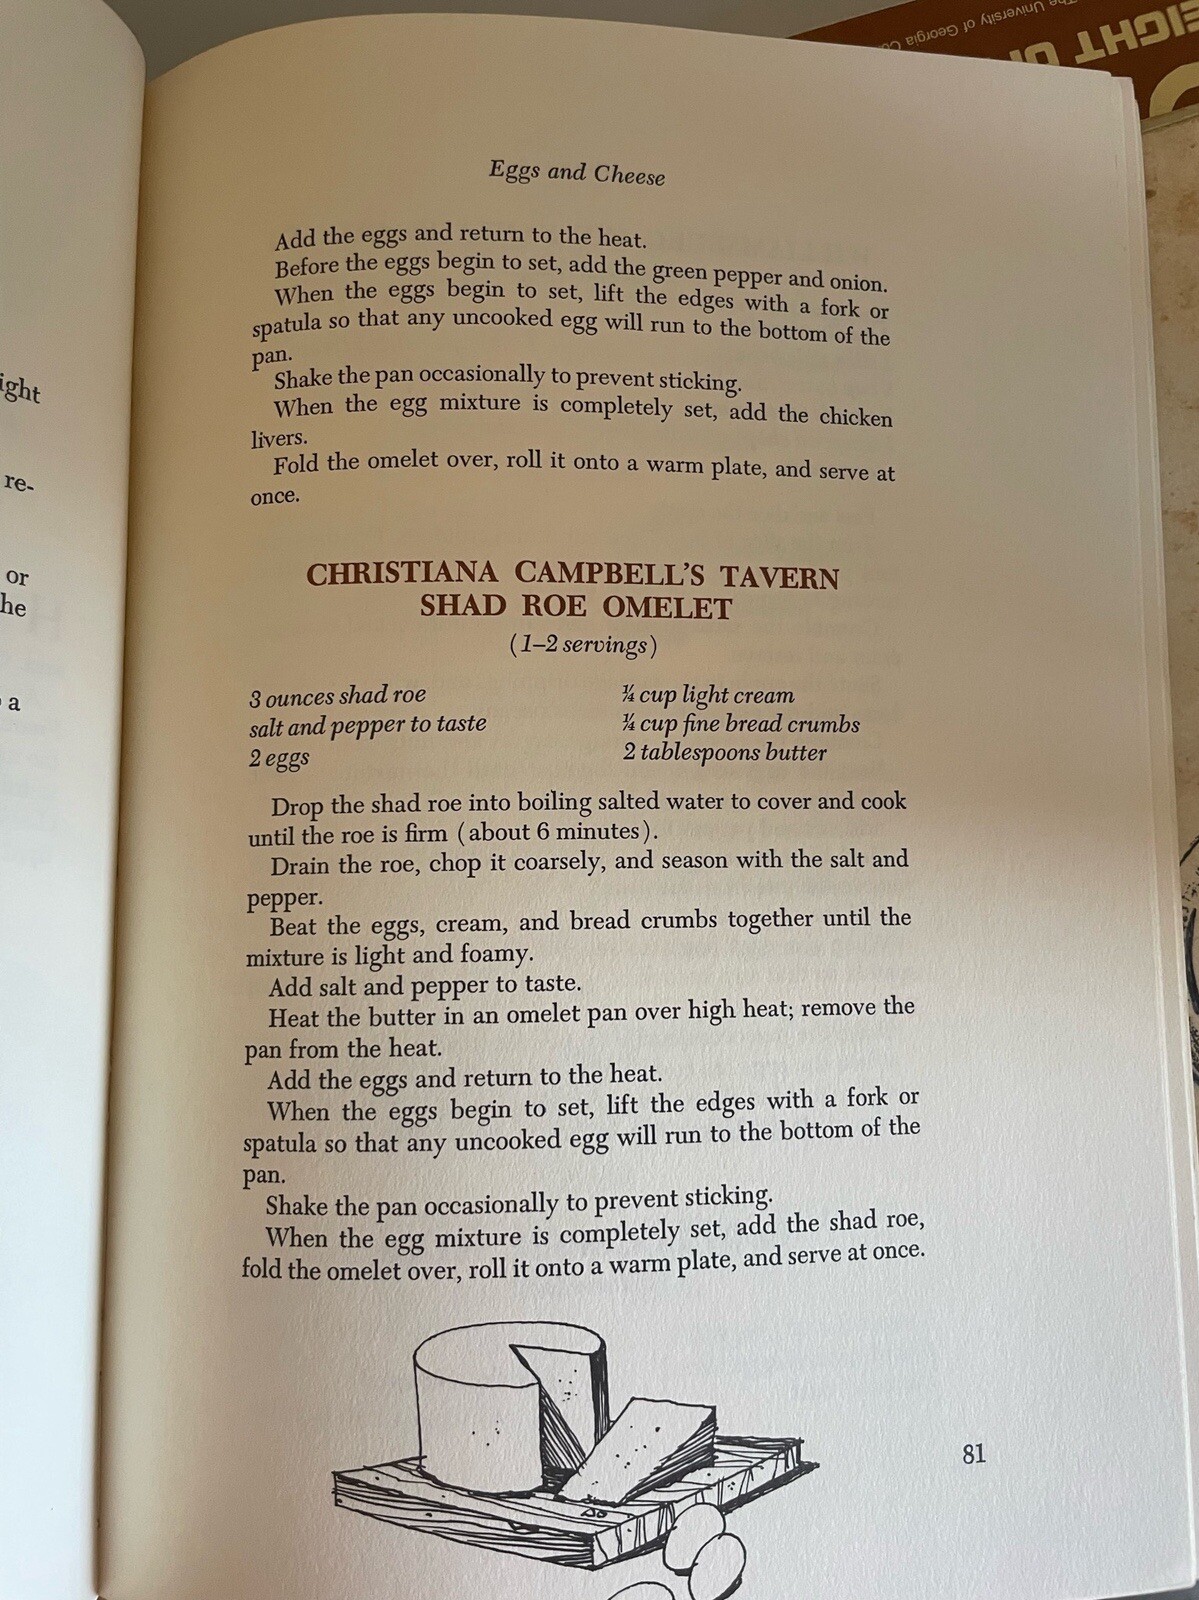 The University of Georgia
EIGHT
ight
re-
or
he
a
Eggs and Cheese
Add the eggs and return to the heat.
Before the eggs begin to set, add the green pepper and onion.
When the eggs begin to set, lift the edges with a fork or
spatula so that any uncooked egg will run to the bottom of the
pan.
Shake the pan occasionally to prevent sticking.
When the egg mixture is completely set, add the chicken
livers.
Fold the omelet over, roll it onto a warm plate, and serve at
once.
CHRISTIANA CAMPBELL'S TAVERN
SHAD ROE OMELET
(1–2 servings)
3 ounces shad roe
salt and pepper to taste
2 eggs
¼ cup light cream
¼ cup fine bread crumbs
2 tablespoons butter
Drop the shad roe into boiling salted water to cover and cook
until the roe is firm (about 6 minutes).
Drain the roe, chop it coarsely, and season with the salt and
pepper.
Beat the eggs, cream, and bread crumbs together until the
mixture is light and foamy.
Add salt and pepper to taste.
Heat the butter in an omelet pan over high heat; remove the
pan from the heat.
Add the eggs and return to the heat.
When the eggs begin to set, lift the edges with a fork or
spatula so that any uncooked egg will run to the bottom of the
pan.
Shake the pan occasionally to prevent sticking.
When the egg mixture is completely set, add the shad roe,
fold the omelet over, roll it onto a warm plate, and serve at once.
81